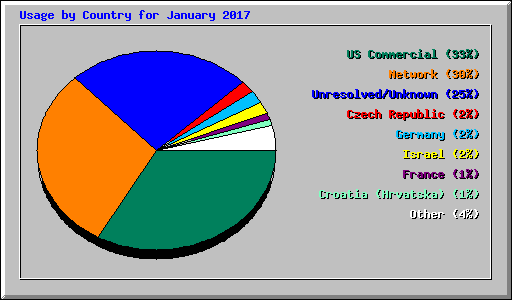 Usage by Country for January 2017
US Commercial (33%)
Network (30%)
Unresolved/Unknown (25%)
Czech Republic (2%)
Germany (2%)
Israel (2%)
France (1%)
Croatia (Hrvatska) (1%)
Other (4%)